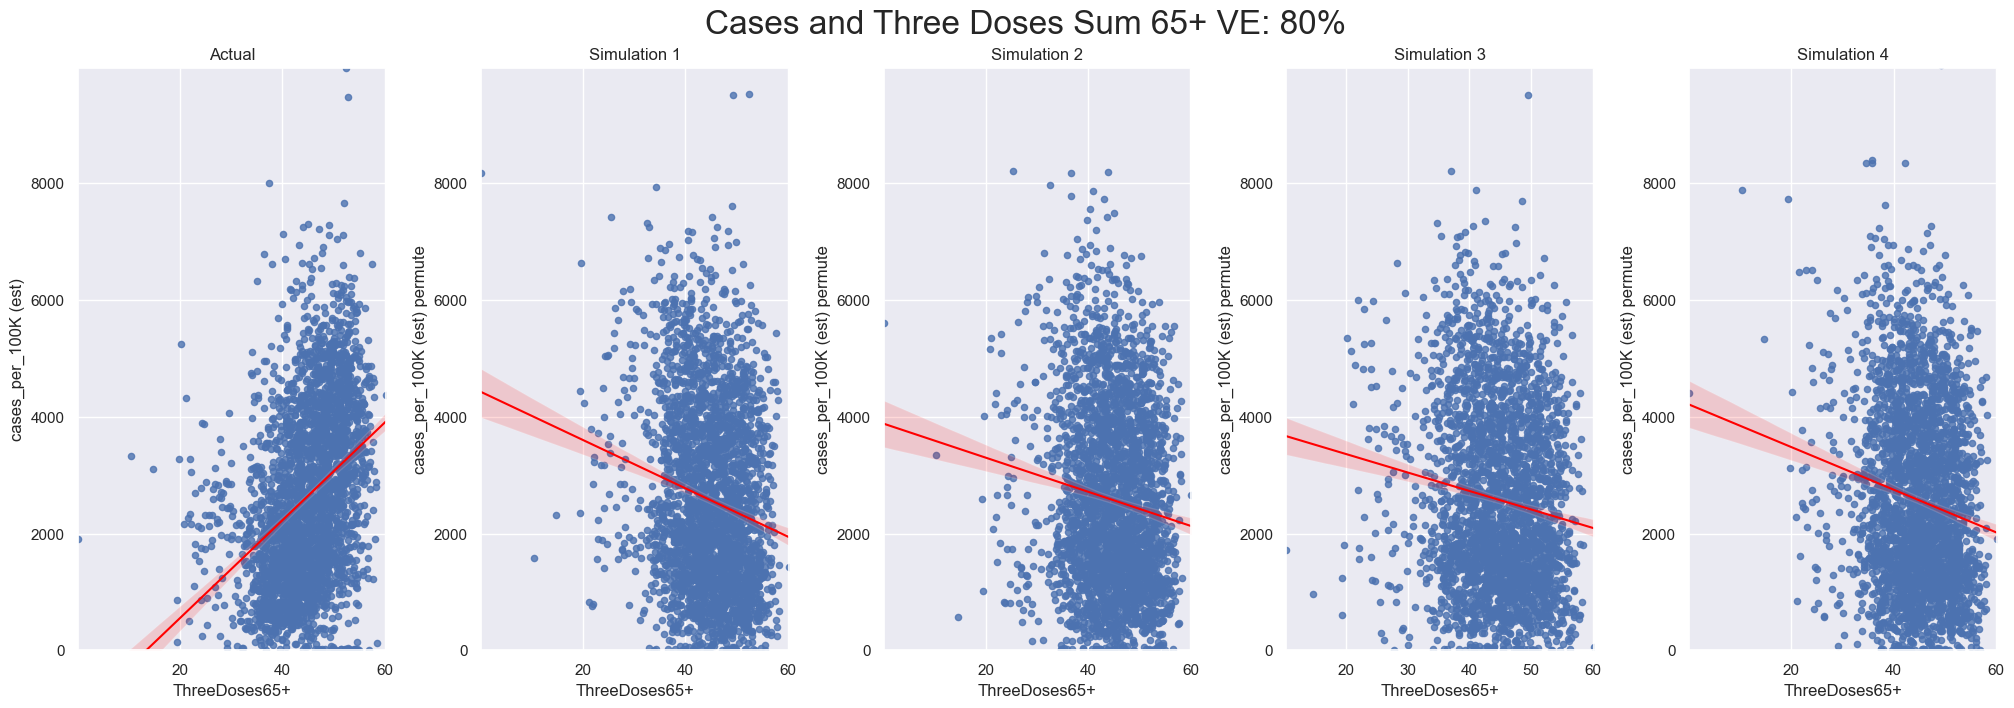 Cases and Three Doses Sum 65+ VE: 80%
Actual
cases_per_100K (est)
8000
6000
4000
2000
0
20
40
60
ThreeDoses65+
Simulation 1
cases_per_100K (est) permute
8000
6000
4000
2000
0
20
40
60
ThreeDoses65+
Simulation 2
cases_per_100K (est) permute
8000
6000
4000
2000
0
20
40
60
ThreeDoses65+
Simulation 3
cases_per_100K (est) permute
8000
6000
4000
2000
0
20
30
40
50
60
ThreeDoses65+
Simulation 4
cases_per_100K (est) permute
8000
6000
4000
2000
0
20
40
60
ThreeDoses65+